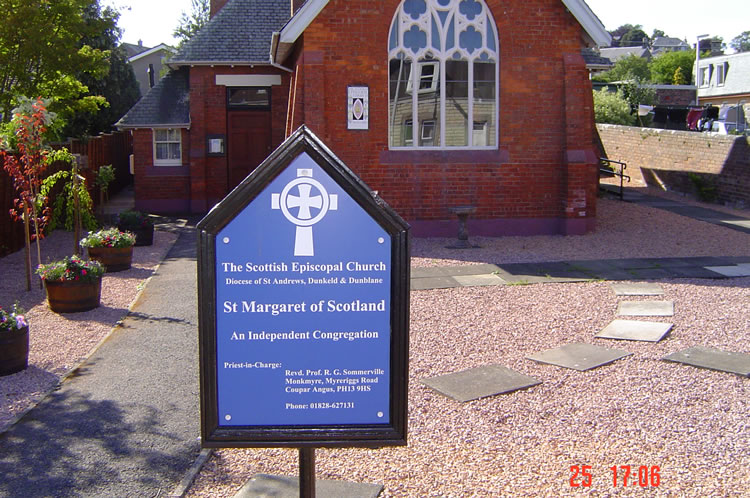 The Scottish Episcopal Church
Diocese of St Andrews, Dunkeld & Dunblane
St Margaret of Scotland
An Independent Congregation
Priest-in-Charge:
Revd. Prof. R. G. Sommerville
Monkmyre, Myreriggs Road
Coupar Angus, PH13 9HS
Phone: 01828-627131
25 17:06